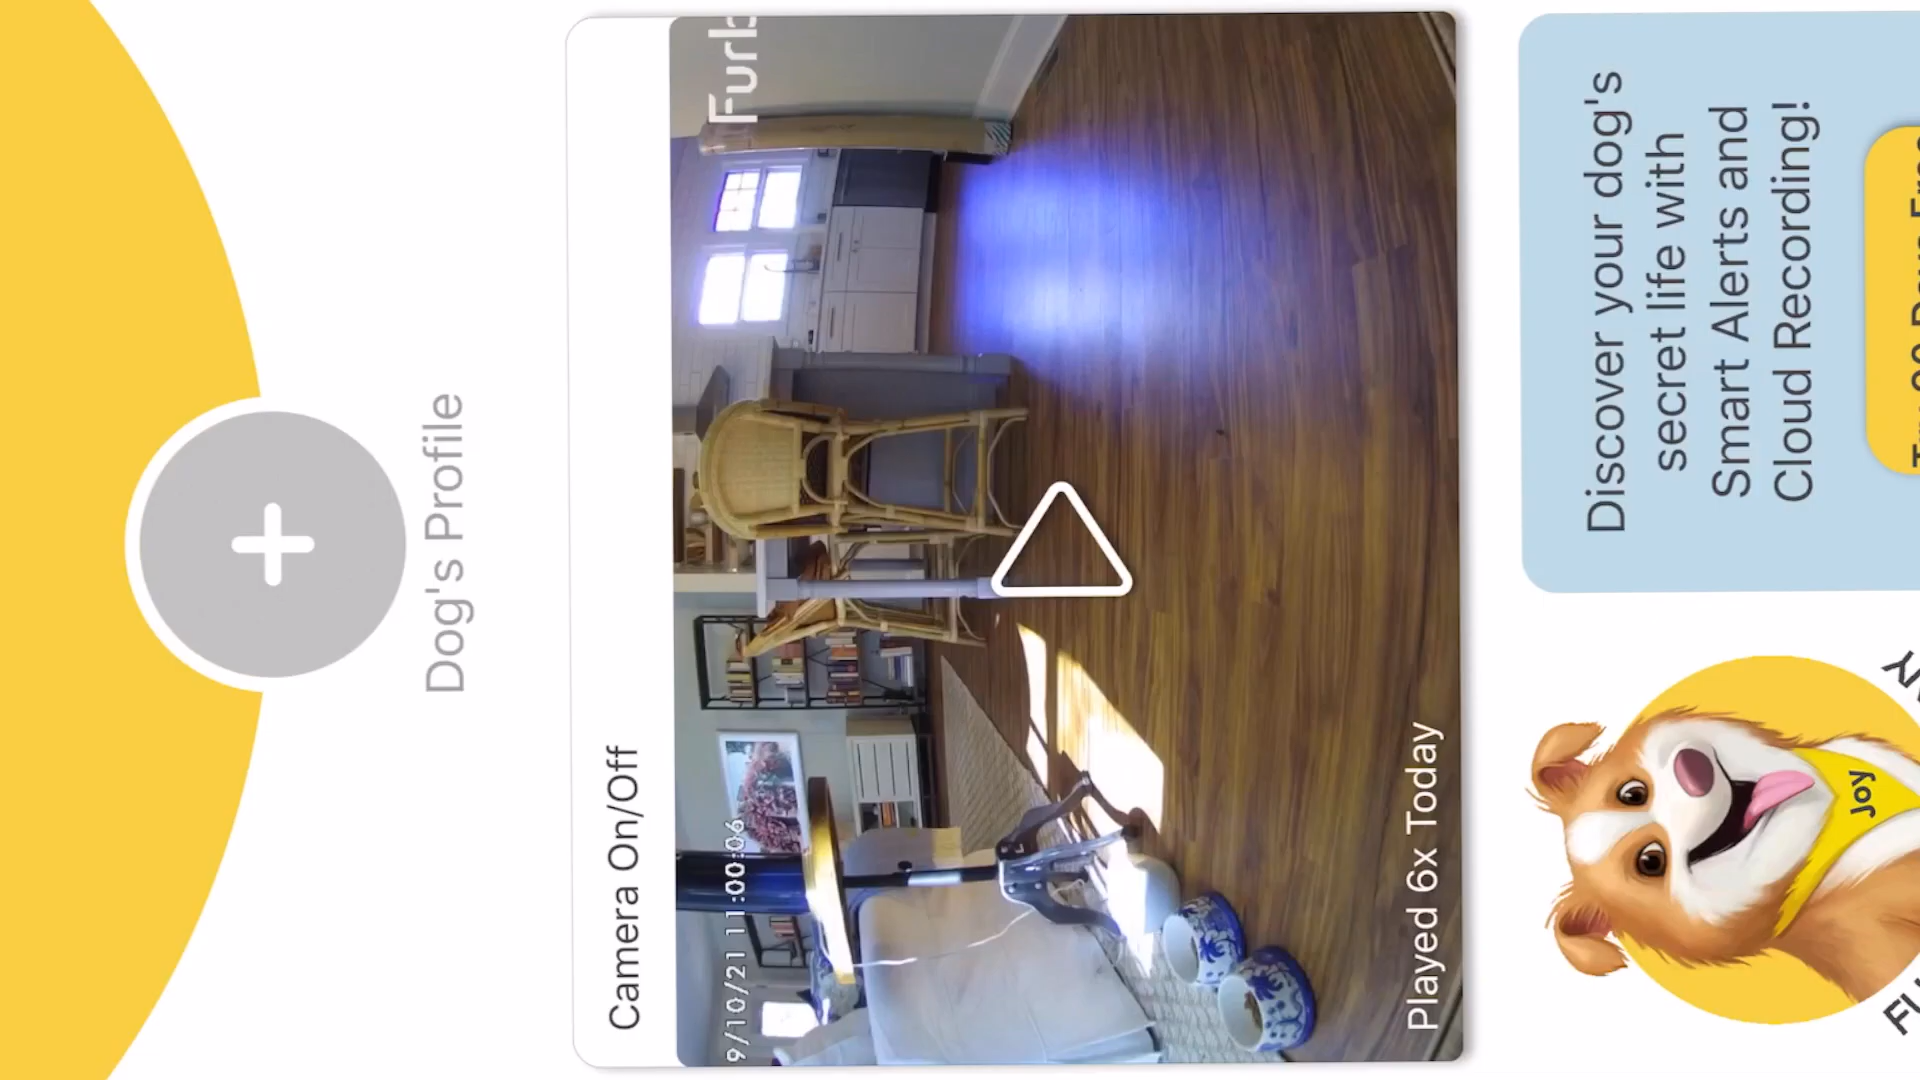 Dog's Profile
Camera On/Off
9/10/21 11:00:06
Played 6x Today
Discover your dog's
secret life with
Smart Alerts and
Cloud Recording!
Joy